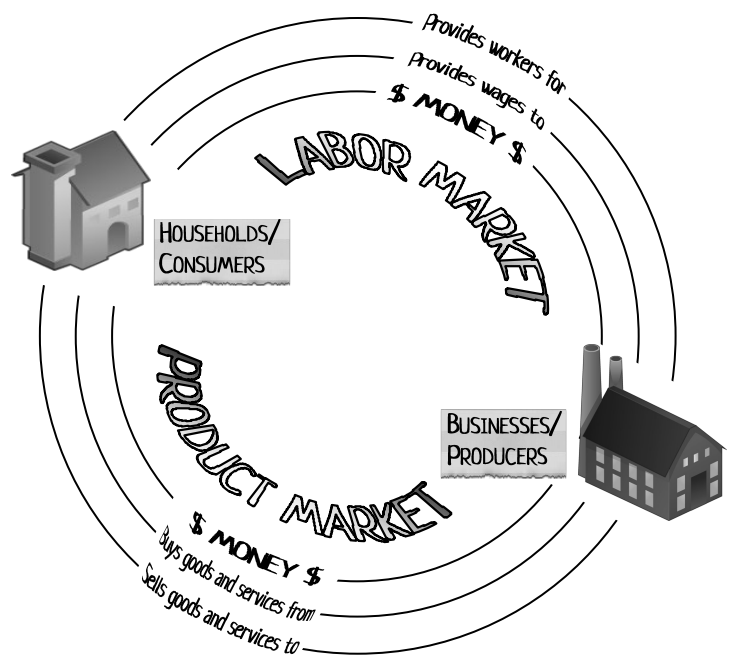 Provides workers for
Provides wages to
$ MONEY $
LABOR MARKET
HOUSEHOLDS/
CONSUMERS
BUSINESSES/
PRODUCERS
PRODUCT MARKET
$ MONEY $
Buys goods and services from
Sells goods and services to